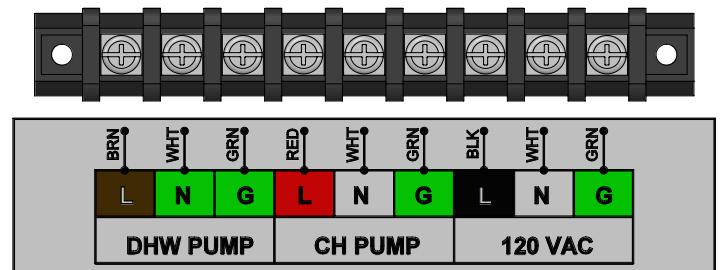 BRN WHT GRN RED WHT GRN BLK WHT GRN
L N G L N G L N G
DHW PUMP CH PUMP 120 VAC